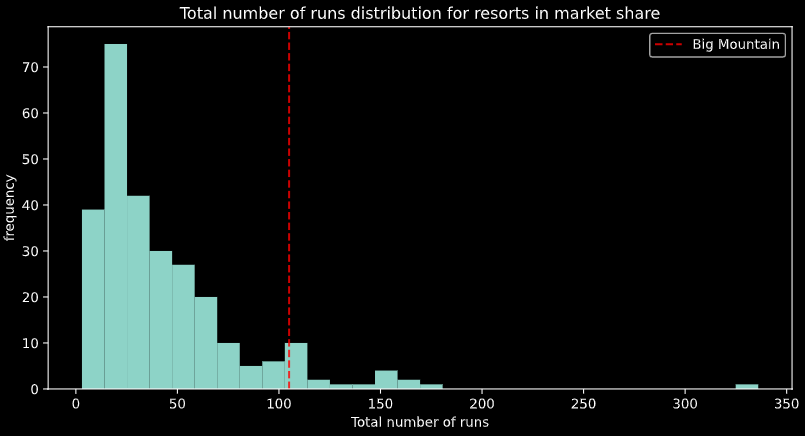 Total number of runs distribution for resorts in market share
Big Mountain
frequency
70
60
50
40
30
20
10
0
0 50 100 150 200 250 300 350
Total number of runs